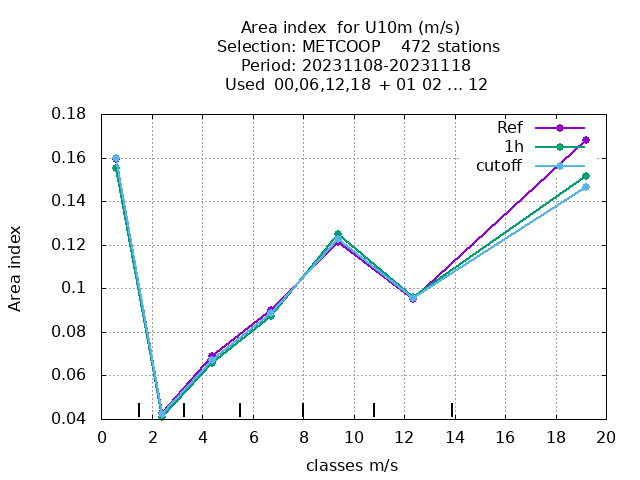 Area index  for U10m (m/s)
Selection: METCOOP    472 stations
Period: 20231108-20231118
Used  00,06,12,18  + 01 02 ... 12
0.18
0.16
0.14
0.12
0.1
0.08
0.06
0.04
Area index
Ref
1h
cutoff
0 2 4 6 8 10 12 14 16 18 20
classes m/s